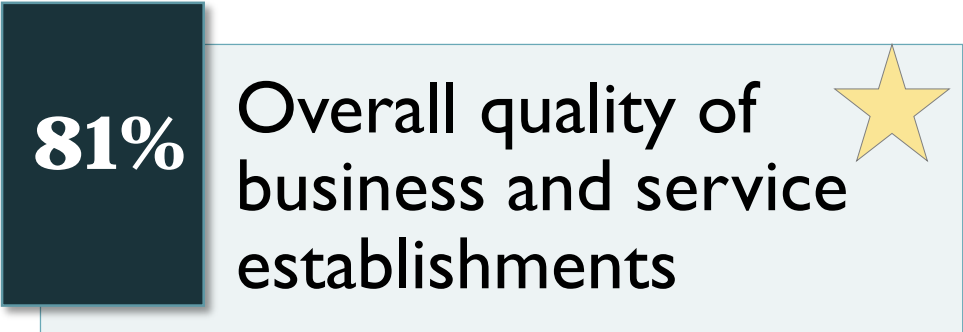 81%
Overall quality of
business and service
establishments